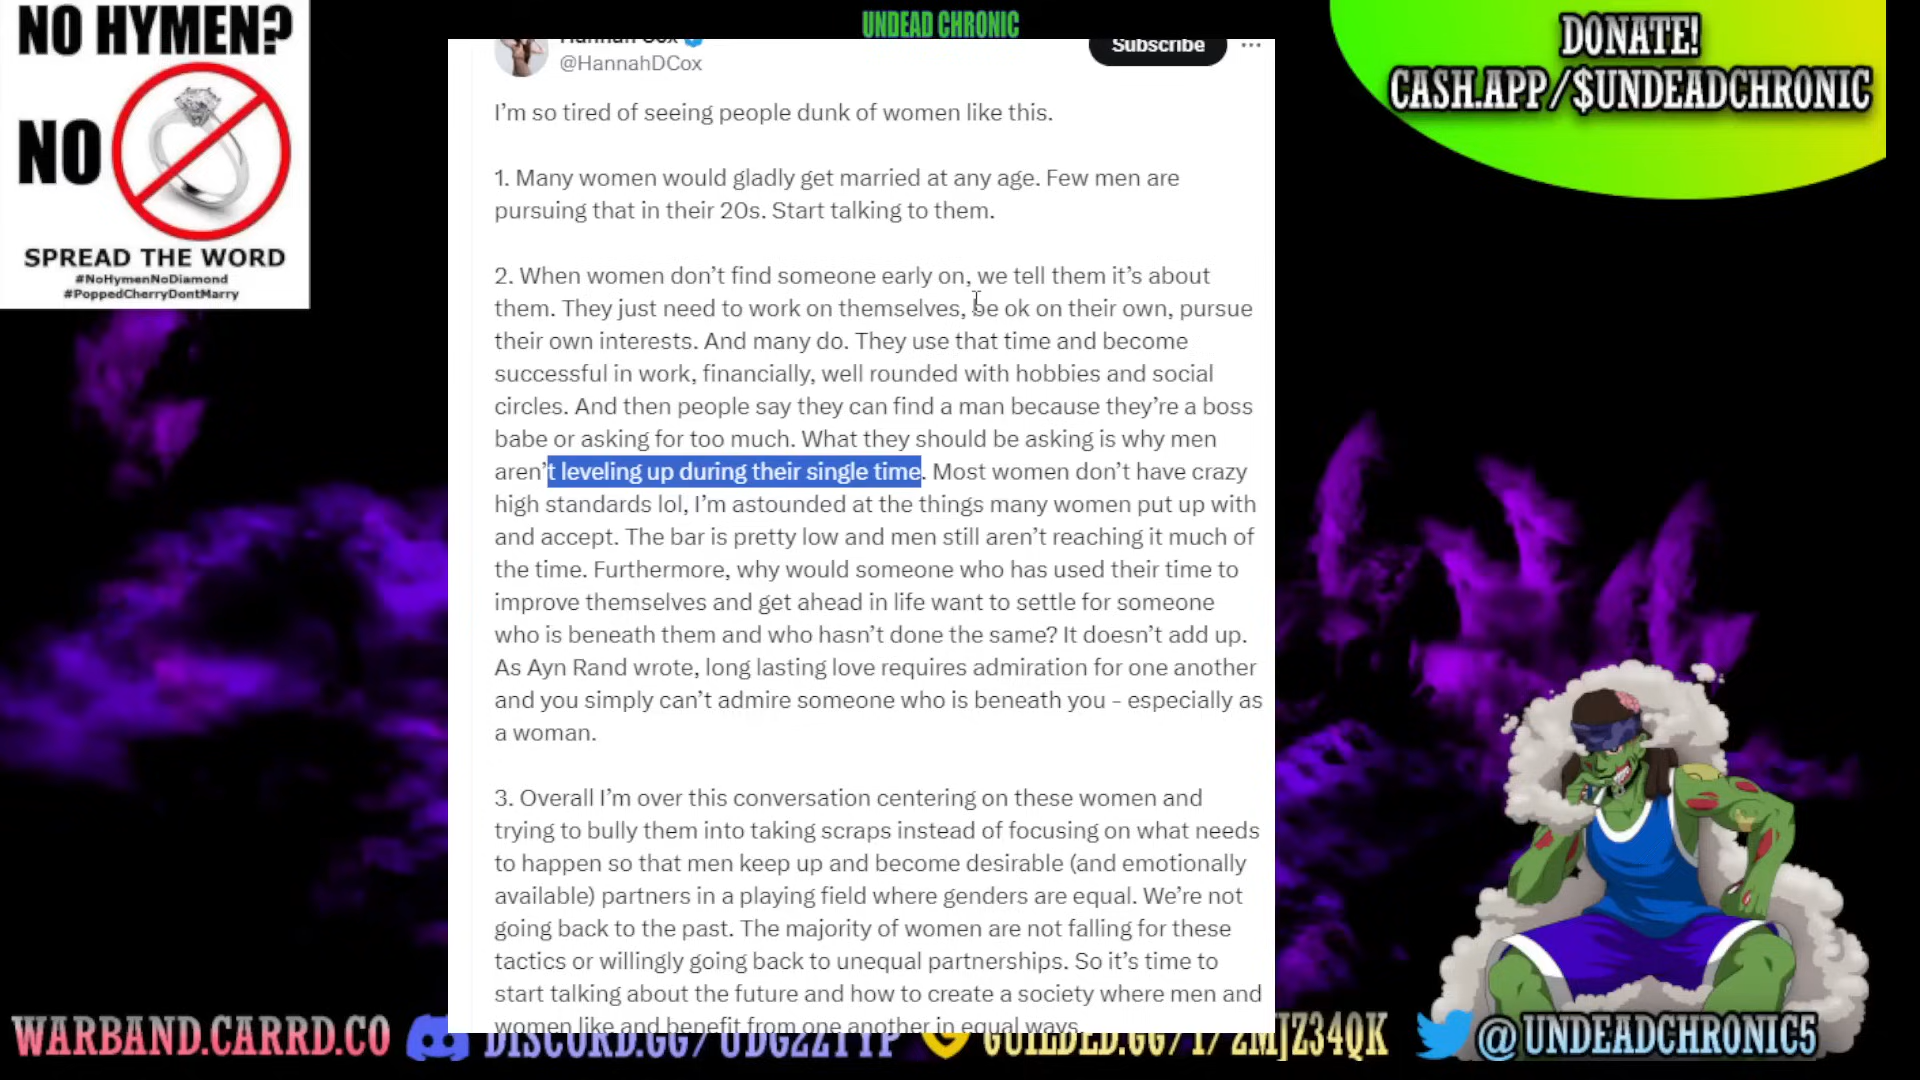 NO HYMEN?
NO
SPREAD THE WORD
#NoHymenNoDiamond
#PoppedCherryDontMarry
UNDEAD CHRONIC
DONATE!
CASH.APP/$UNDEADCHRONIC
Hannah Cox
@HannahDCox
Subscribe
I'm so tired of seeing people dunk of women like this.
1. Many women would gladly get married at any age. Few men are
pursuing that in their 20s. Start talking to them.
2. When women don't find someone early on, we tell them it's about
them. They just need to work on themselves, be ok on their own, pursue
their own interests. And many do. They use that time and become
successful in work, financially, well rounded with hobbies and social
circles. And then people say they can find a man because they're a boss
babe or asking for too much. What they should be asking is why men
aren't leveling up during their single time. Most women don't have crazy
high standards lol, I'm astounded at the things many women put up with
and accept. The bar is pretty low and men still aren't reaching it much of
the time. Furthermore, why would someone who has used their time to
improve themselves and get ahead in life want to settle for someone
who is beneath them and who hasn't done the same? It doesn't add up.
As Ayn Rand wrote, long lasting love requires admiration for one another
and you simply can't admire someone who is beneath you - especially as
a woman.
3. Overall I'm over this conversation centering on these women and
trying to bully them into taking scraps instead of focusing on what needs
to happen so that men keep up and become desirable (and emotionally
available) partners in a playing field where genders are equal. We're not
going back to the past. The majority of women are not falling for these
tactics or willingly going back to unequal partnerships. So it's time to
start talking about the future and how to create a society where men and
women like and benefit from one another in equal ways.
WARBAND.CARRD.CO
@UNDEADCHRONIC5